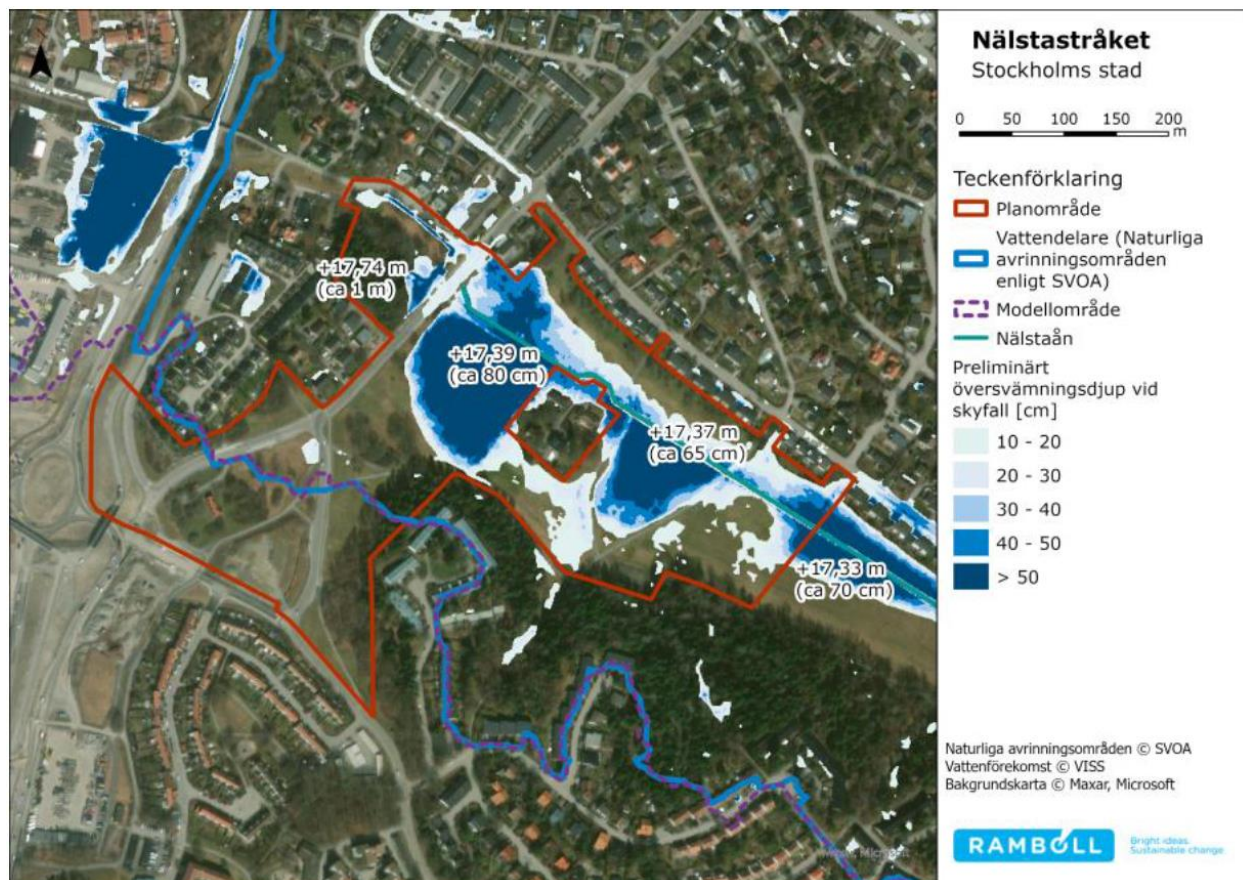 Nälstastråket
Stockholms stad
0 50 100 150 200
m
Teckenförklaring
Planområde
Vattendelare (Naturliga
avrinningsområden
enligt SVOA)
Modellområde
Nälstaån
Preliminärt
översvämningsdjup vid
skyfall [cm]
10 - 20
20 - 30
30 - 40
40 - 50
> 50
+17,74 m
(ca 1 m)
+17,39 m
(ca 80 cm)
+17,37 m
(ca 65 cm)
+17,33 m
(ca 70 cm)
Naturliga avrinningsområden © SVOA
Vattenförekomst © VISS
Bakgrundskarta © Maxar, Microsoft
RAMBOLL
Bright ideas.
Sustainable change.
Microsoft